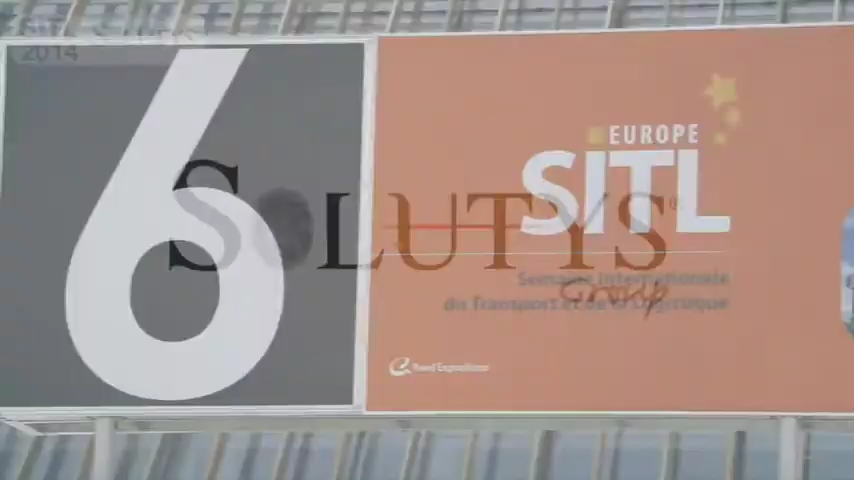 2014
6
EUROPE
SITL
SOLUTYS
Group
Semaine Internationale
du Transport et de la Logistique
Reed Expositions